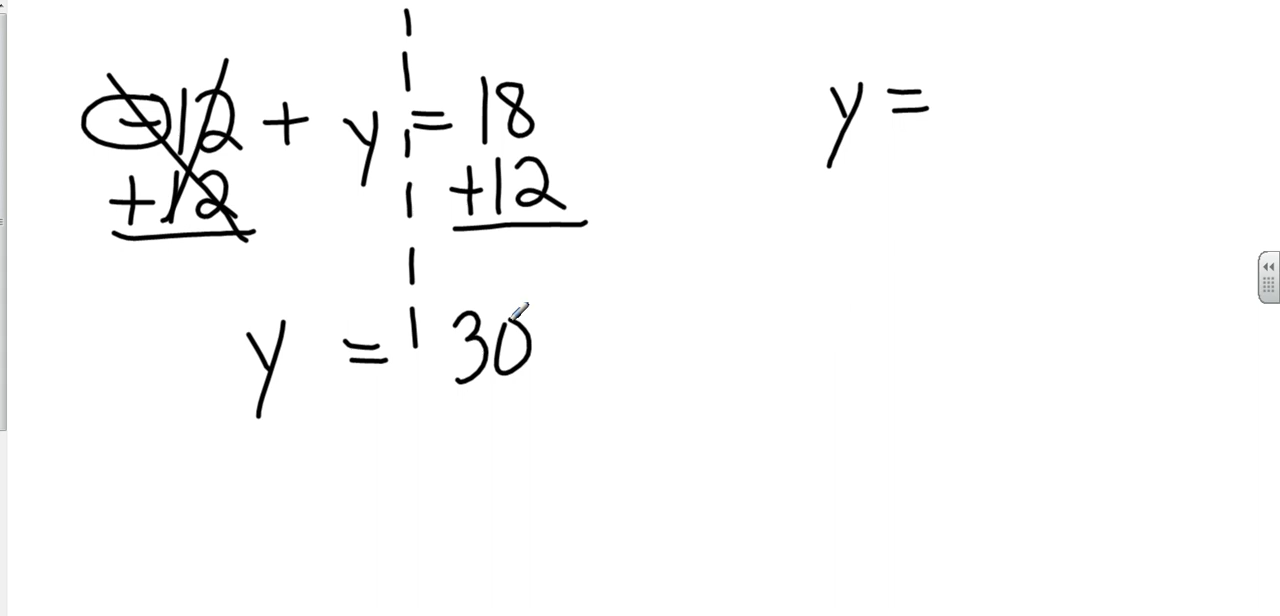 -12 + y = 18
+12 +12
y = 30
y =